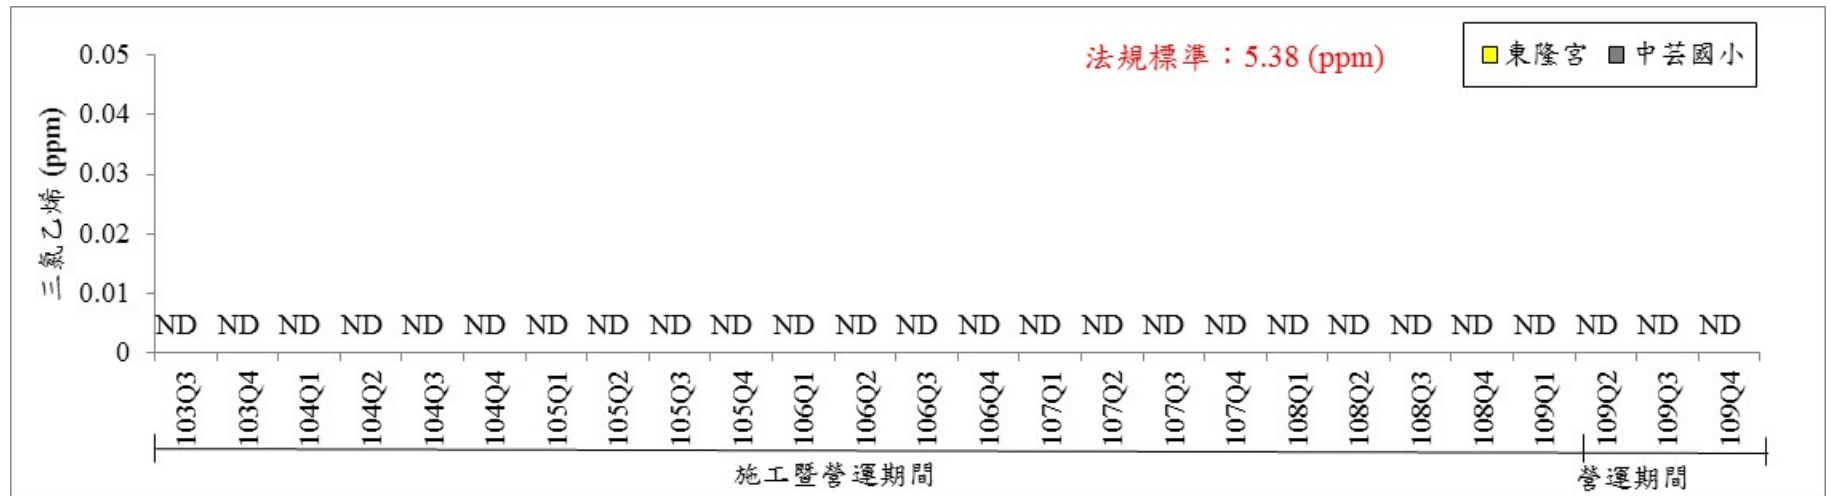 法規標準：5.38 (ppm)
東隆宮 中芸國小
三氯乙烯 (ppm)
0.05
0.04
0.03
0.02
0.01
0
ND ND ND ND ND ND ND ND ND ND ND ND ND ND ND ND ND ND ND ND ND ND ND ND ND ND
103Q3 103Q4 104Q1 104Q2 104Q3 104Q4 105Q1 105Q2 105Q3 105Q4 106Q1 106Q2 106Q3 106Q4 107Q1 107Q2 107Q3 107Q4 108Q1 108Q2 108Q3 108Q4 109Q1 109Q2 109Q3 109Q4
施工暨營運期間 營運期間